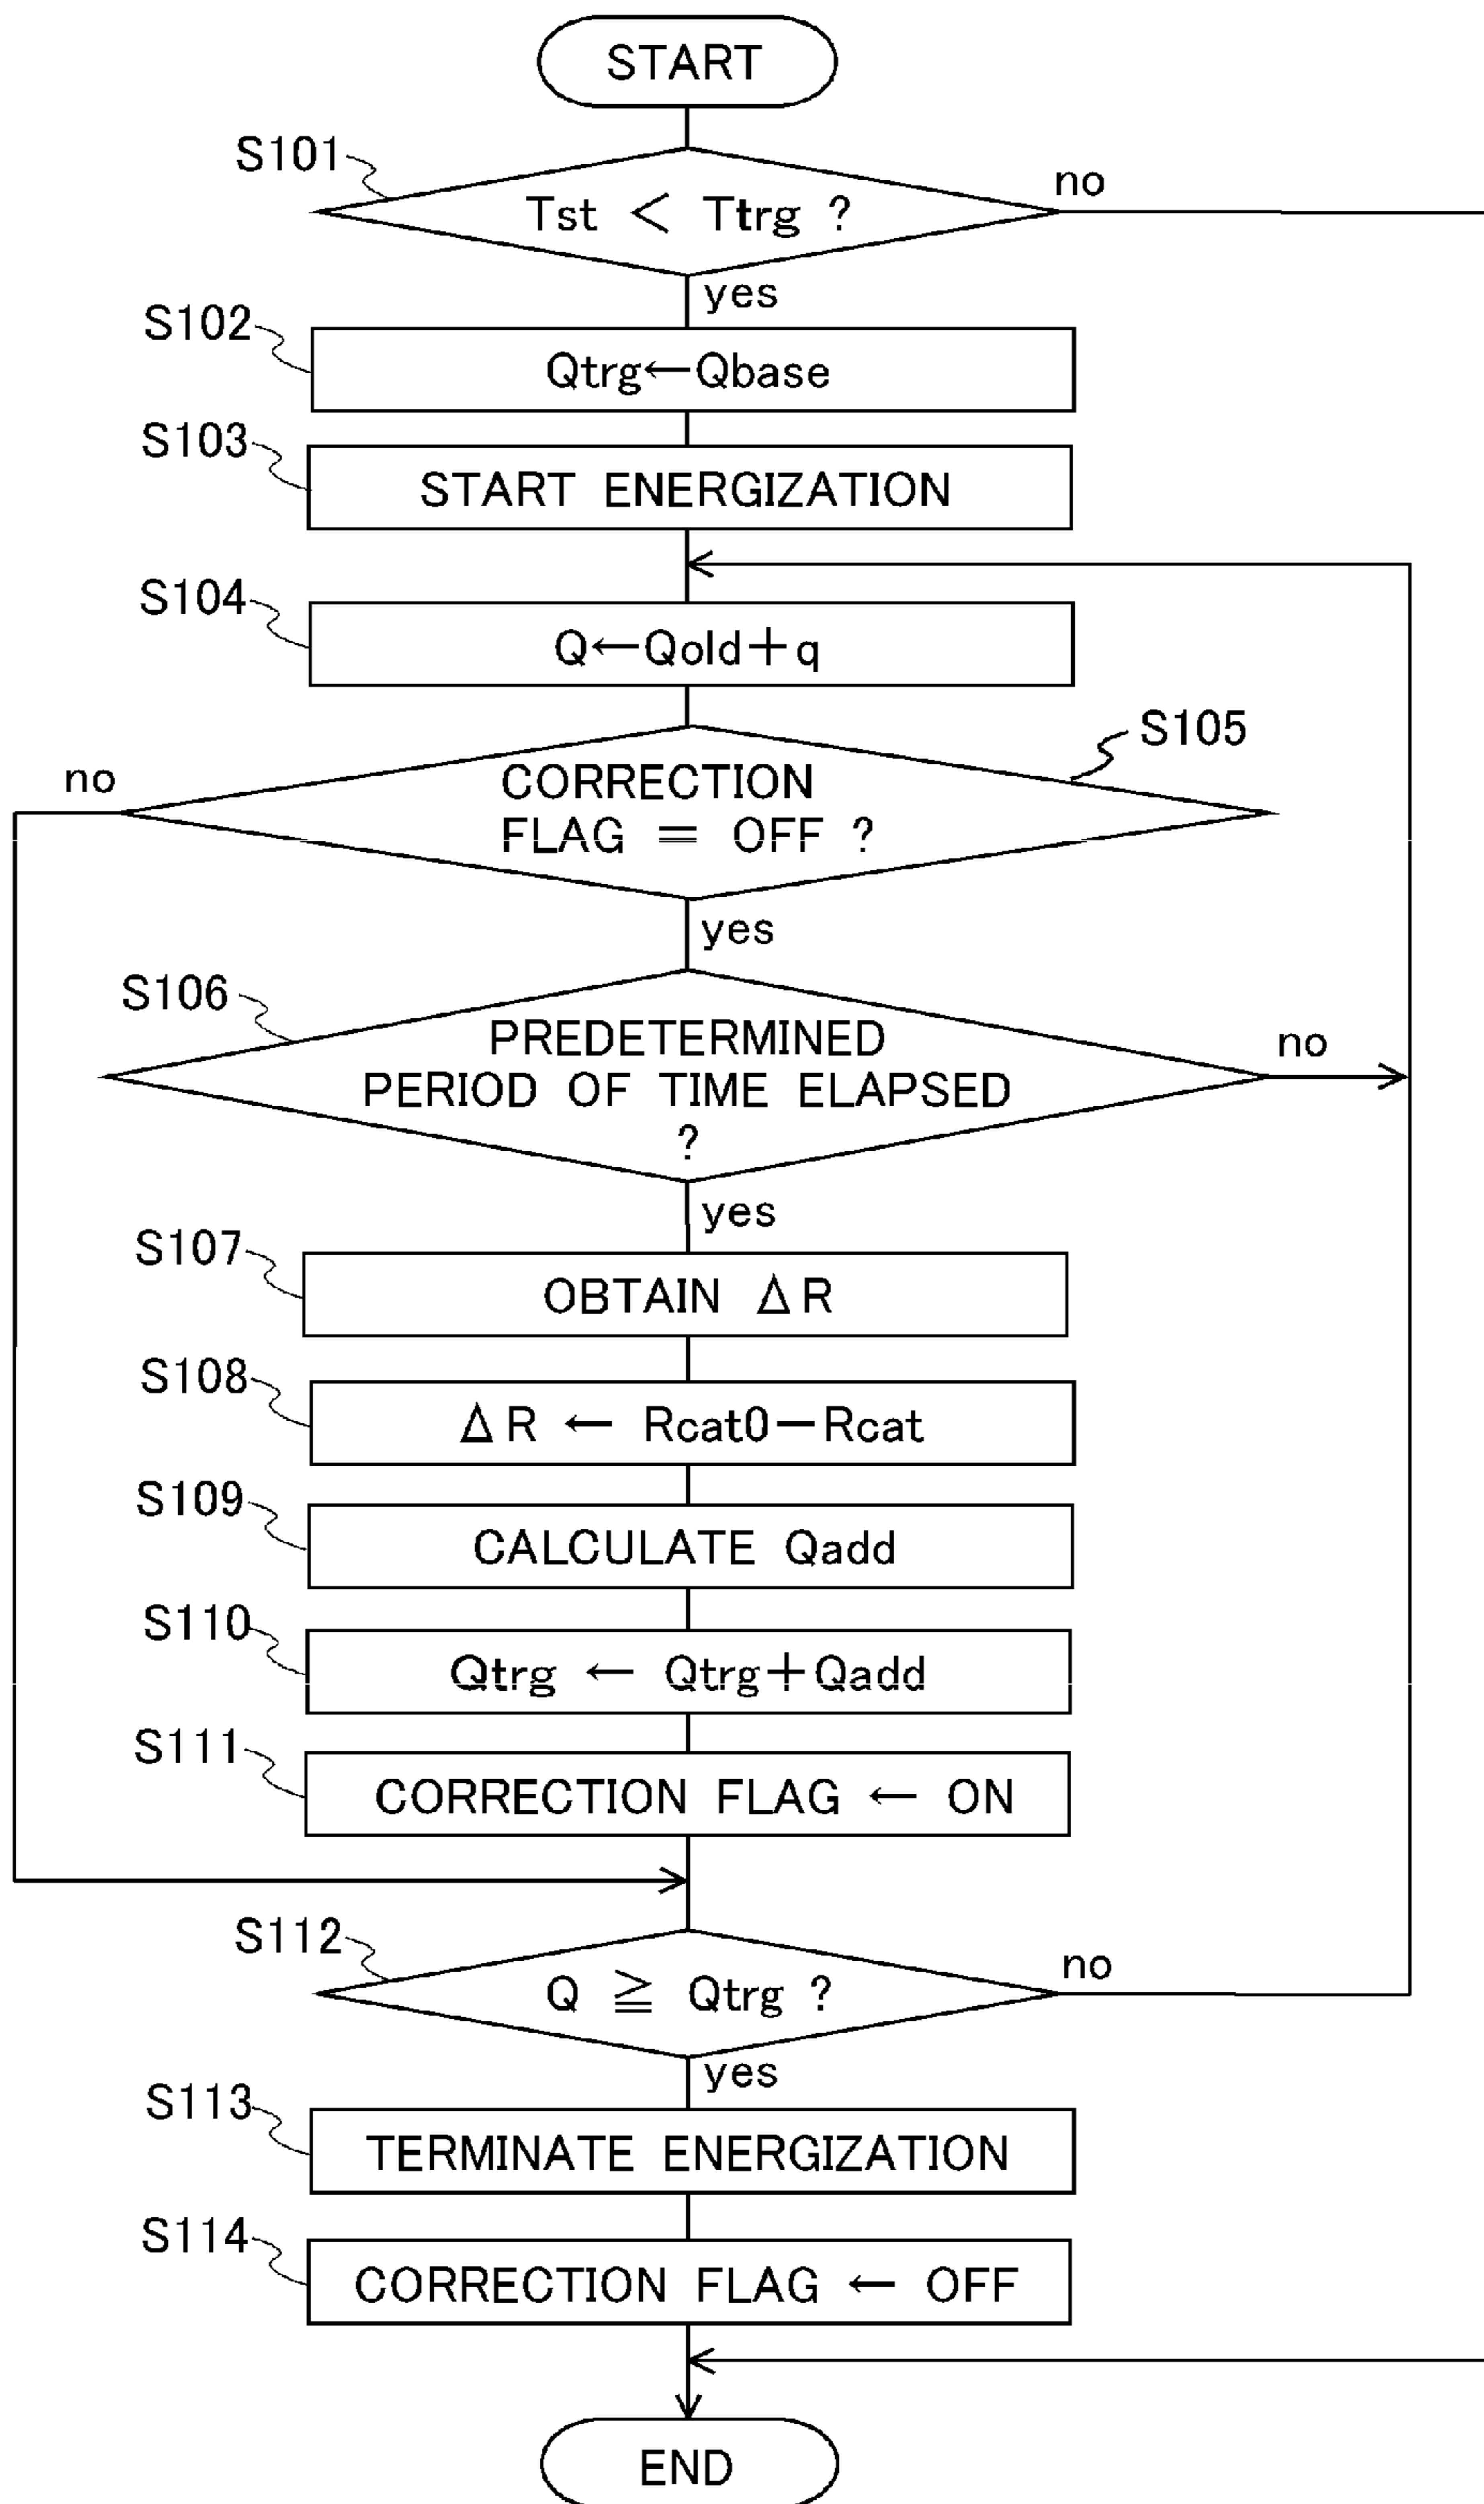 START
S101
Tst < Ttrg ?
no
yes
S102
Qtrg←Qbase
S103
START ENERGIZATION
S104
Q←Qold+q
S105
no
CORRECTION
FLAG = OFF ?
yes
S106
PREDETERMINED
PERIOD OF TIME ELAPSED
?
no
yes
S107
OBTAIN ΔR
S108
ΔR ← Rcat0−Rcat
S109
CALCULATE Qadd
S110
Qtrg ← Qtrg+Qadd
S111
CORRECTION FLAG ← ON
S112
Q ≧ Qtrg ?
no
yes
S113
TERMINATE ENERGIZATION
S114
CORRECTION FLAG ← OFF
END